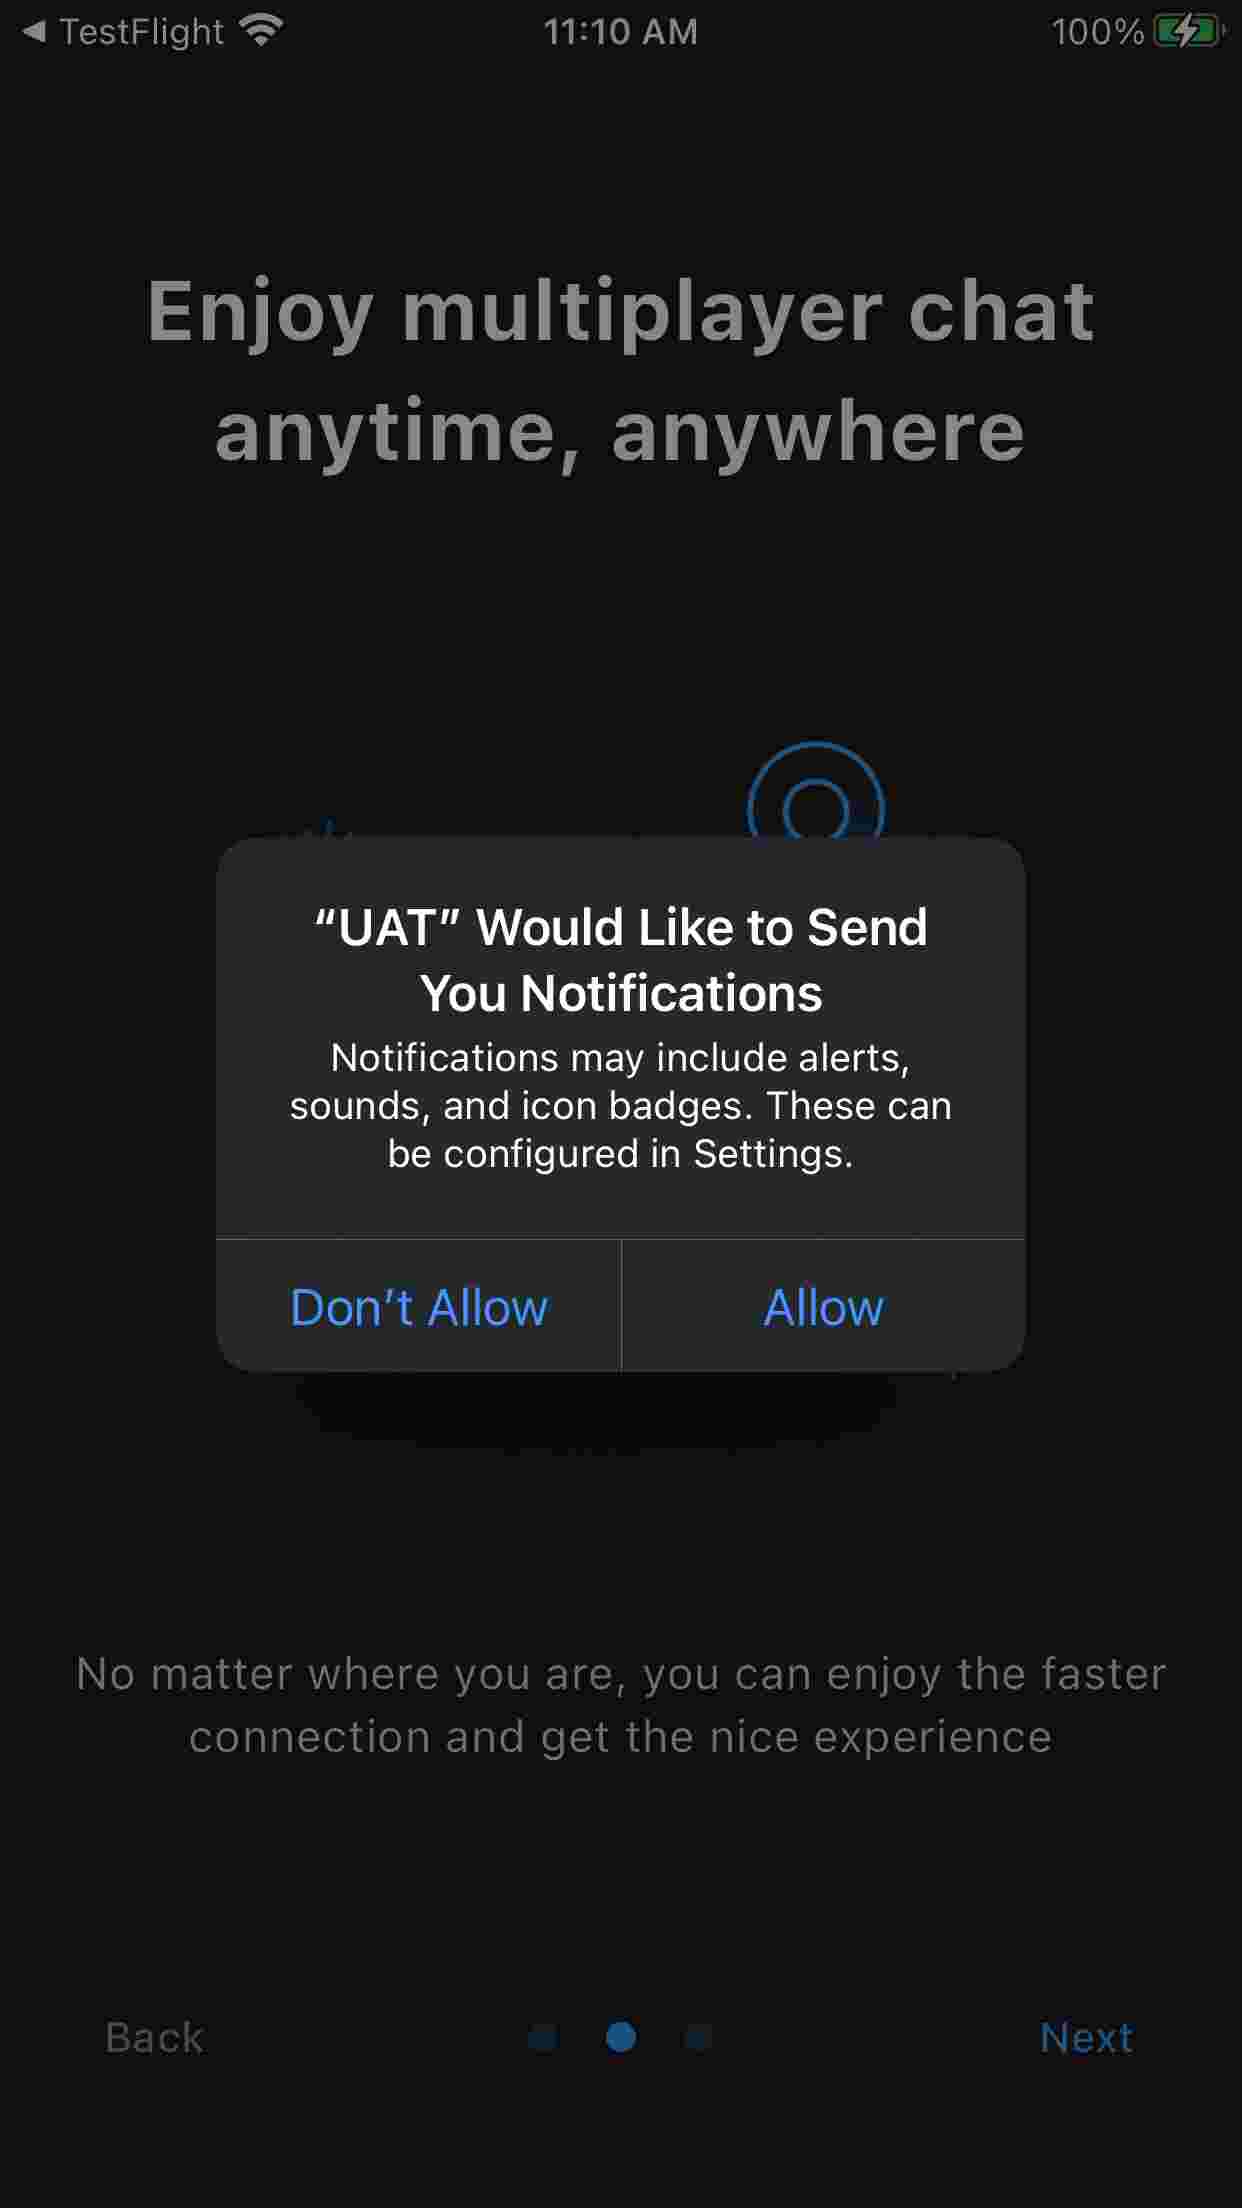 TestFlight
11:10 AM
100%
Enjoy multiplayer chat
anytime, anywhere
“UAT” Would Like to Send
You Notifications
Notifications may include alerts,
sounds, and icon badges. These can
be configured in Settings.
Don’t Allow
Allow
No matter where you are, you can enjoy the faster
connection and get the nice experience
Back
Next